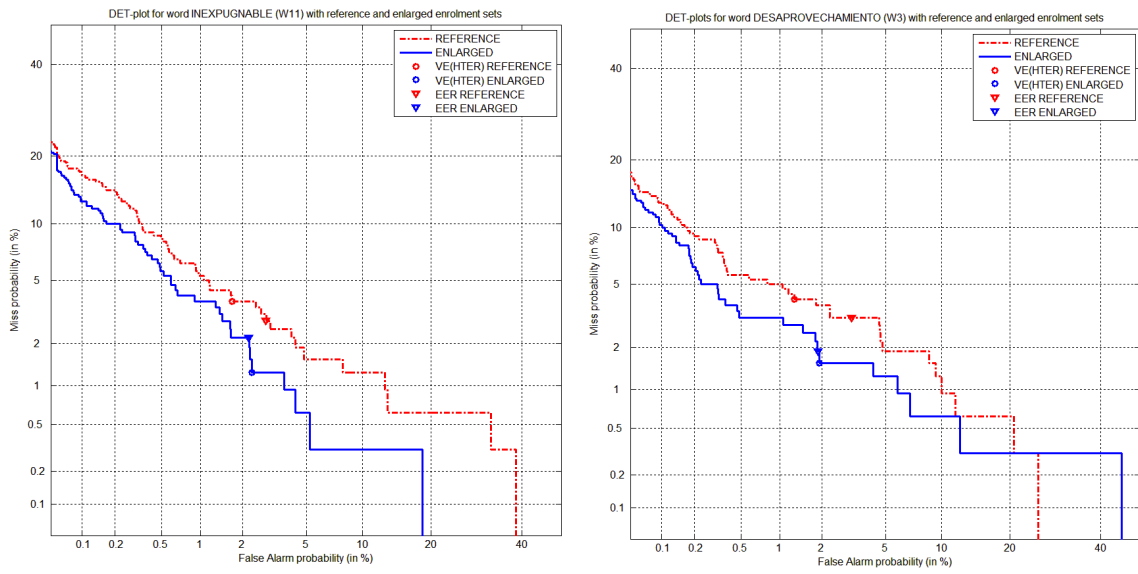 DET-plot for word INEXPUGNABLE (W11) with reference and enlarged enrolment sets
REFERENCE
ENLARGED
VE(HTER) REFERENCE
VE(HTER) ENLARGED
EER REFERENCE
EER ENLARGED
40
20
10
5
2
1
0.5
0.2
0.1
Miss probability (in %)
0.1 0.2 0.5 1 2 5 10 20 40
False Alarm probability (in %)
DET-plots for word DESAPROVECHAMIENTO (W3) with reference and enlarged enrolment sets
REFERENCE
ENLARGED
VE(HTER) REFERENCE
VE(HTER) ENLARGED
EER REFERENCE
EER ENLARGED
40
20
10
5
2
1
0.5
0.2
0.1
Miss probability (in %)
0.1 0.2 0.5 1 2 5 10 20 40
False Alarm probability (in %)